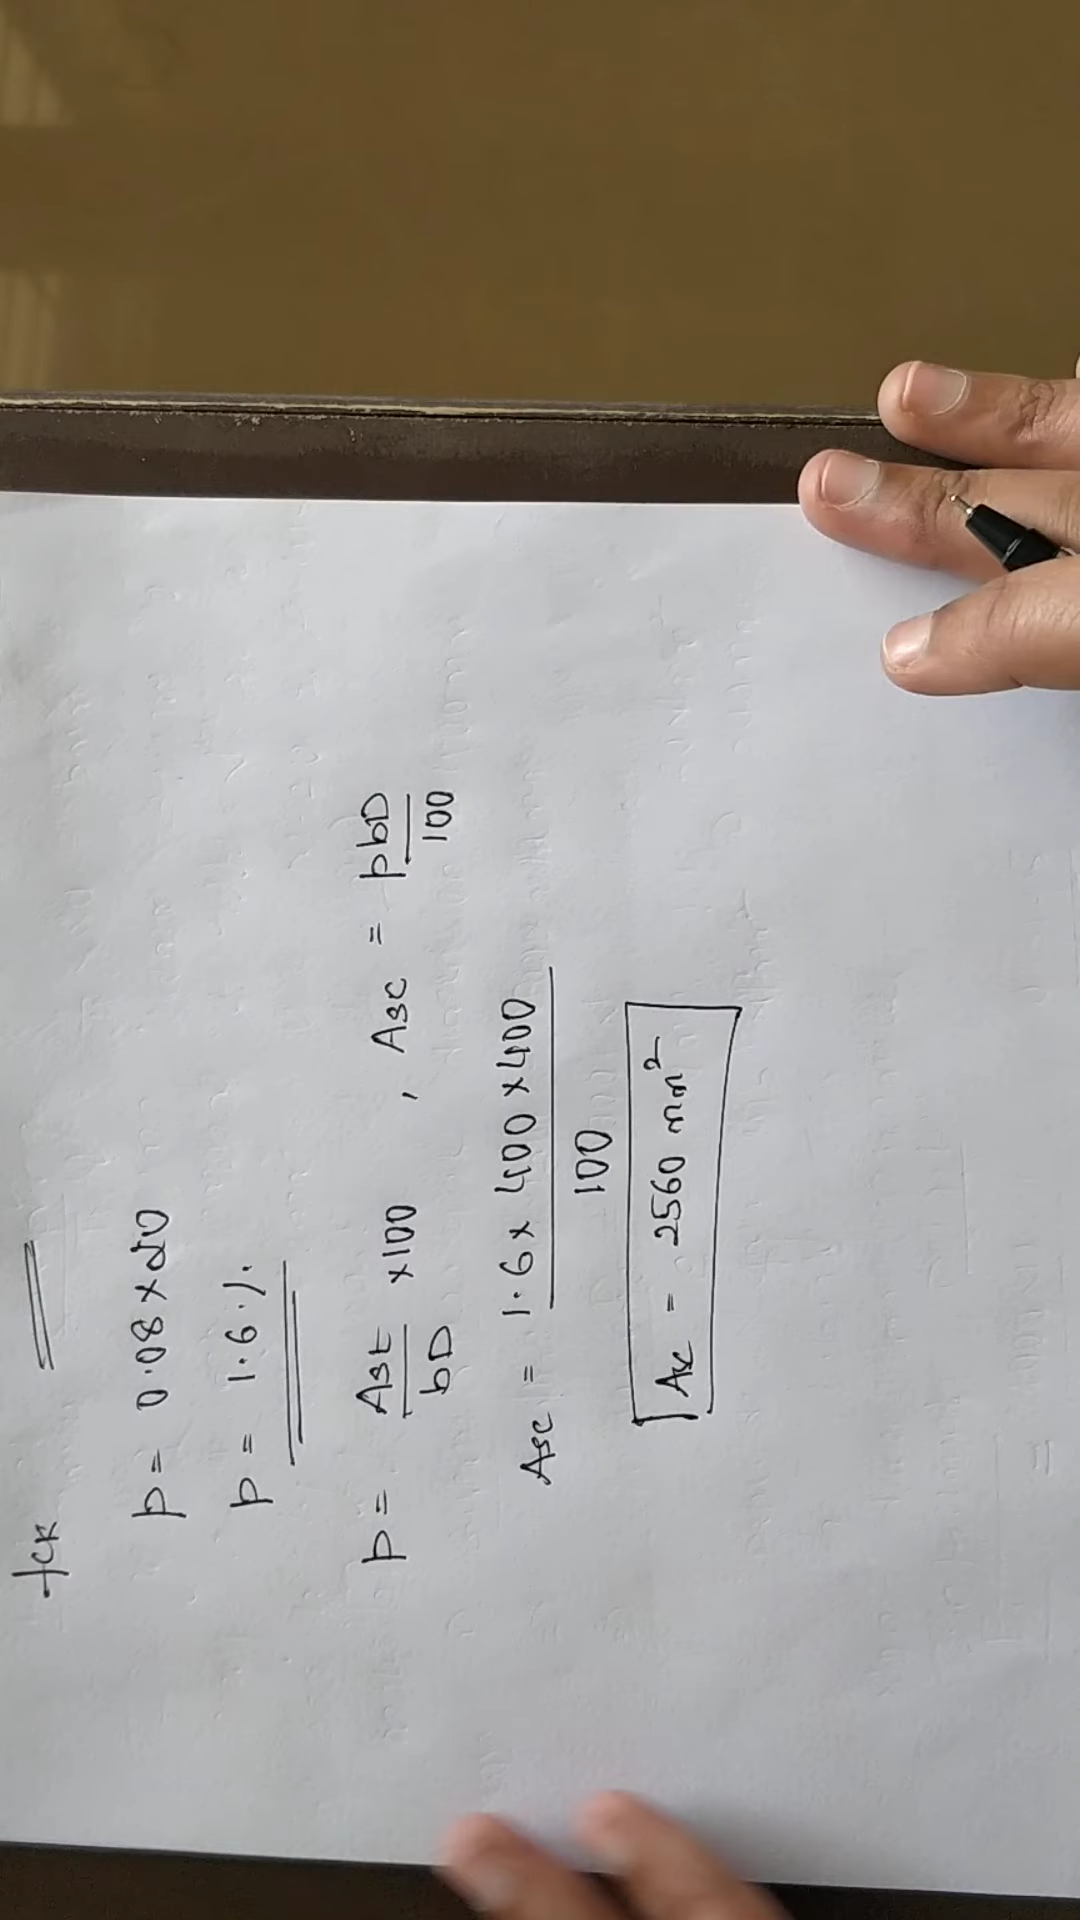 fck
p = 0.08 x 20
p = 1.6 %
p = Ast/bD x100 , Asc = pbD/100
Asc = 1.6 x 400 x 400/100
Asc = 2560 mm²